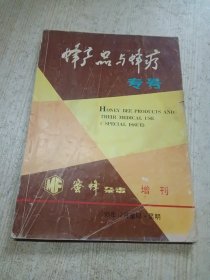 蜂产品与蜂疗
专号
HONEY BEE PRODUCTS AND
THEIR MEDICAL USE
( SPECIAL ISSUE)
蜜蜂杂志 增刊